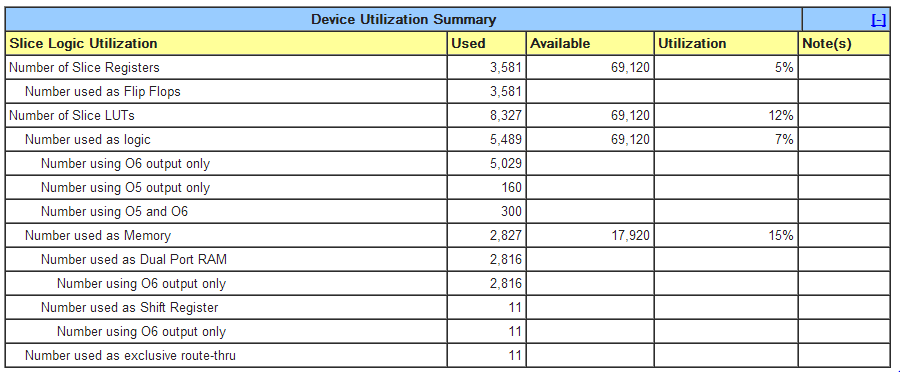 Device Utilization Summary [-]
Slice Logic Utilization Used Available Utilization Note(s)
Number of Slice Registers 3,581 69,120 5%
Number used as Flip Flops 3,581
Number of Slice LUTs 8,327 69,120 12%
Number used as logic 5,489 69,120 7%
Number using O6 output only 5,029
Number using O5 output only 160
Number using O5 and O6 300
Number used as Memory 2,827 17,920 15%
Number used as Dual Port RAM 2,816
Number using O6 output only 2,816
Number used as Shift Register 11
Number using O6 output only 11
Number used as exclusive route-thru 11